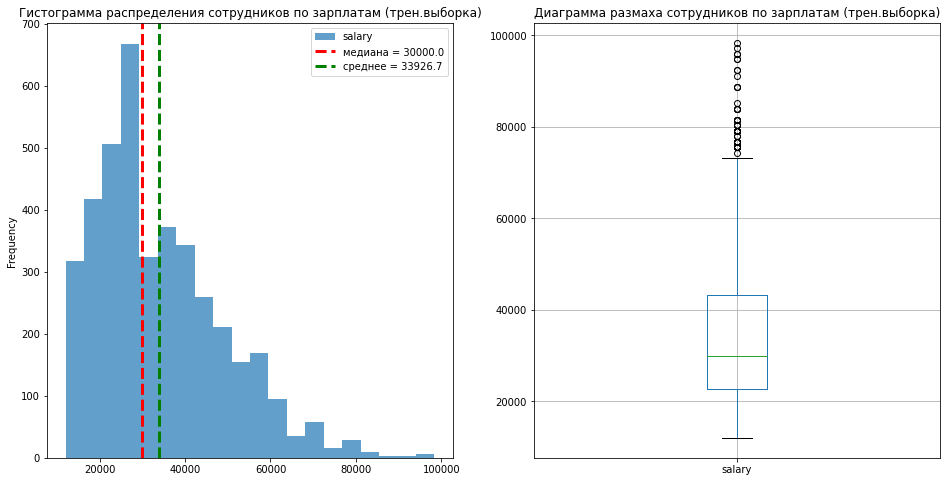 Гистограмма распределения сотрудников по зарплатам (трен.выборка)
700
600
500
400
300
200
100
0
Frequency
salary
медиана = 30000.0
среднее = 33926.7
20000 40000 60000 80000 100000
Диаграмма размаха сотрудников по зарплатам (трен.выборка)
100000
80000
60000
40000
20000
salary